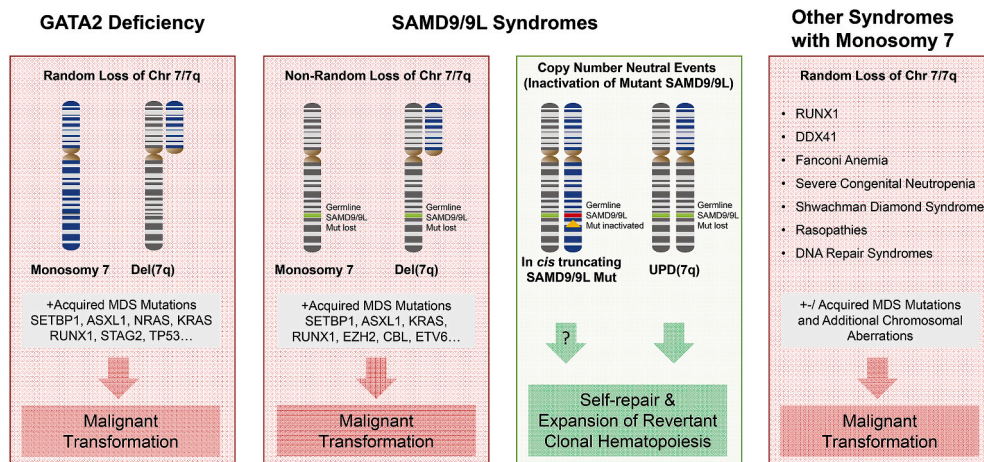 GATA2 Deficiency
Random Loss of Chr 7/7q
Monosomy 7
Del(7q)
+Acquired MDS Mutations
SETBP1, ASXL1, NRAS, KRAS
RUNX1, STAG2, TP53…
Malignant
Transformation
SAMD9/9L Syndromes
Non-Random Loss of Chr 7/7q
Germline
SAMD9/9L
Mut lost
Germline
SAMD9/9L
Mut lost
Monosomy 7
Del(7q)
+Acquired MDS Mutations
SETBP1, ASXL1, KRAS,
RUNX1, EZH2, CBL, ETV6…
Malignant
Transformation
Copy Number Neutral Events
(Inactivation of Mutant SAMD9/9L)
Germline
SAMD9/9L
Mut inactivated
Germline
SAMD9/9L
Mut lost
In cis truncating
SAMD9/9L Mut
UPD(7q)
?
Self-repair &
Expansion of Revertant
Clonal Hematopoiesis
Other Syndromes
with Monosomy 7
Random Loss of Chr 7/7q
• RUNX1
• DDX41
• Fanconi Anemia
• Severe Congenital Neutropenia
• Shwachman Diamond Syndrome
• Rasopathies
• DNA Repair Syndromes
+-/ Acquired MDS Mutations
and Additional Chromosomal
Aberrations
Malignant
Transformation